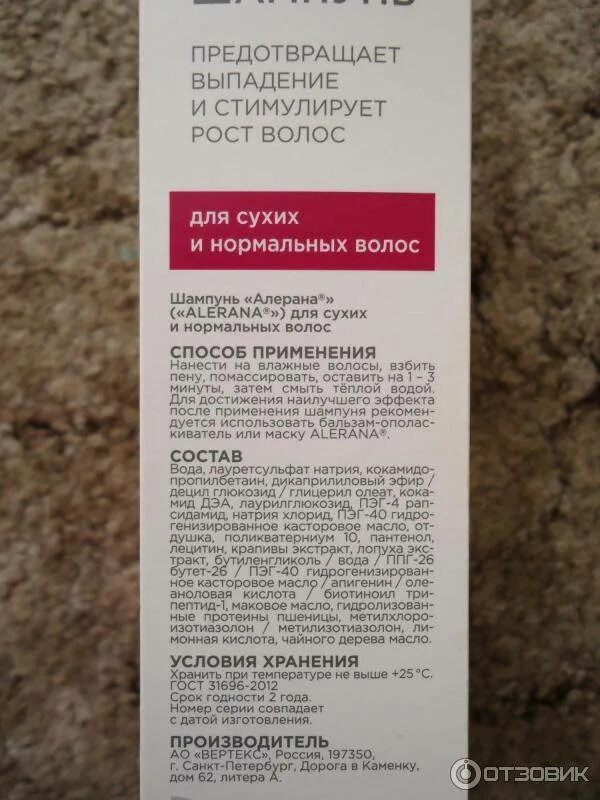 ШАМПУНЬ
ПРЕДОТВРАЩАЕТ
ВЫПАДЕНИЕ
И СТИМУЛИРУЕТ
РОСТ ВОЛОС
для сухих
и нормальных волос
Шампунь «Алерана®»
(«ALERANA®») для сухих
и нормальных волос
СПОСОБ ПРИМЕНЕНИЯ
Нанести на влажные волосы, взбить
пену, помассировать, оставить на 1 – 3
минуты, затем смыть тёплой водой.
Для достижения наилучшего эффекта
после применения шампуня рекомен-
дуется использовать бальзам-опола-
скиватель или маску ALERANA®.
СОСТАВ
Вода, лауретсульфат натрия, кокамидо-
пропилбетаин, дикаприлиловый эфир /
децил глюкозид / глицерил олеат, кока-
мид ДЭА, лаурилглюкозид, ПЭГ-4 рап-
сидамид, натрия хлорид, ПЭГ-40 гидро-
генизированное касторовое масло, от-
душка, поликватерниум 10, пантенол,
лецитин, крапивы экстракт, лопуха экс-
тракт, бутиленгликоль / вода / ППГ-26
бутет-26 / ПЭГ-40 гидрогенизирован-
ное касторовое масло / апигенин / оле-
аноловая кислота / биотиноил три-
пептид-1, маковое масло, гидролизован-
ные протеины пшеницы, метилхлоро-
изотиазолон / метилизотиазолон, ли-
монная кислота, чайного дерева масло.
УСЛОВИЯ ХРАНЕНИЯ
Хранить при температуре не выше +25 °С.
ГОСТ 31696-2012
Срок годности 2 года.
Номер серии совпадает
с датой изготовления.
ПРОИЗВОДИТЕЛЬ
АО «ВЕРТЕКС», Россия, 197350,
г. Санкт-Петербург, Дорога в Каменку,
дом 62, литера А.
ОТЗОВИК